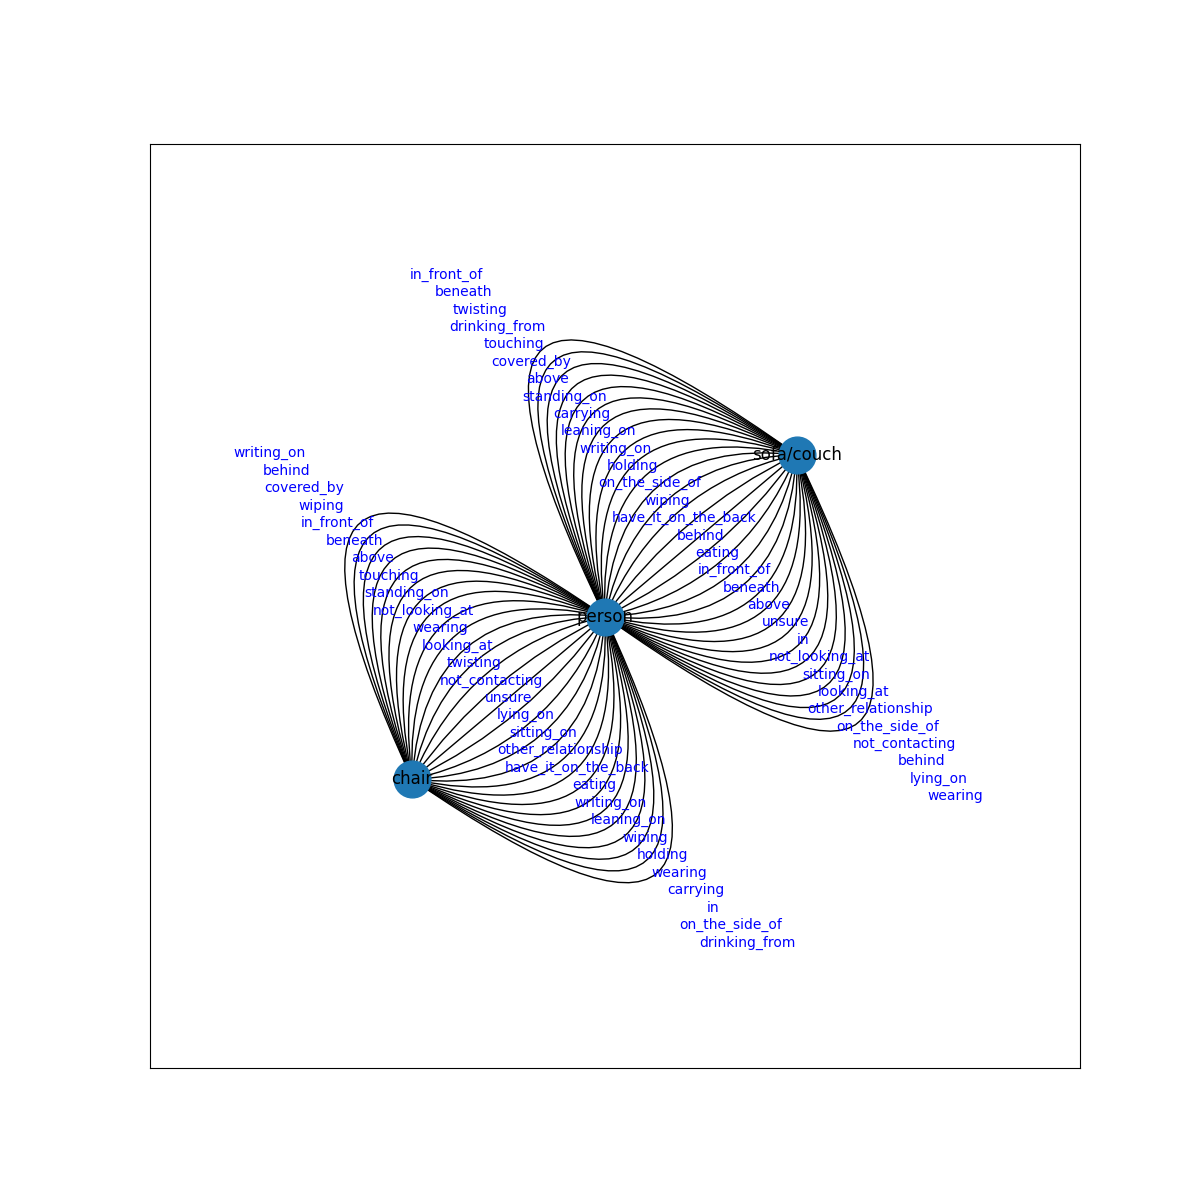 in_front_of
beneath
twisting
drinking_from
touching
covered_by
above
standing_on
carrying
leaning_on
writing_on
holding
on_the_side_of
wiping
have_it_on_the_back
behind
eating
in_front_of
beneath
above
unsure
in
not_looking_at
sitting_on
looking_at
other_relationship
on_the_side_of
not_contacting
behind
lying_on
wearing
sofa/couch
person
writing_on
behind
covered_by
wiping
in_front_of
beneath
above
touching
standing_on
not_looking_at
wearing
looking_at
twisting
not_contacting
unsure
lying_on
sitting_on
other_relationship
have_it_on_the_back
eating
writing_on
leaning_on
wiping
holding
wearing
carrying
in
on_the_side_of
drinking_from
chair